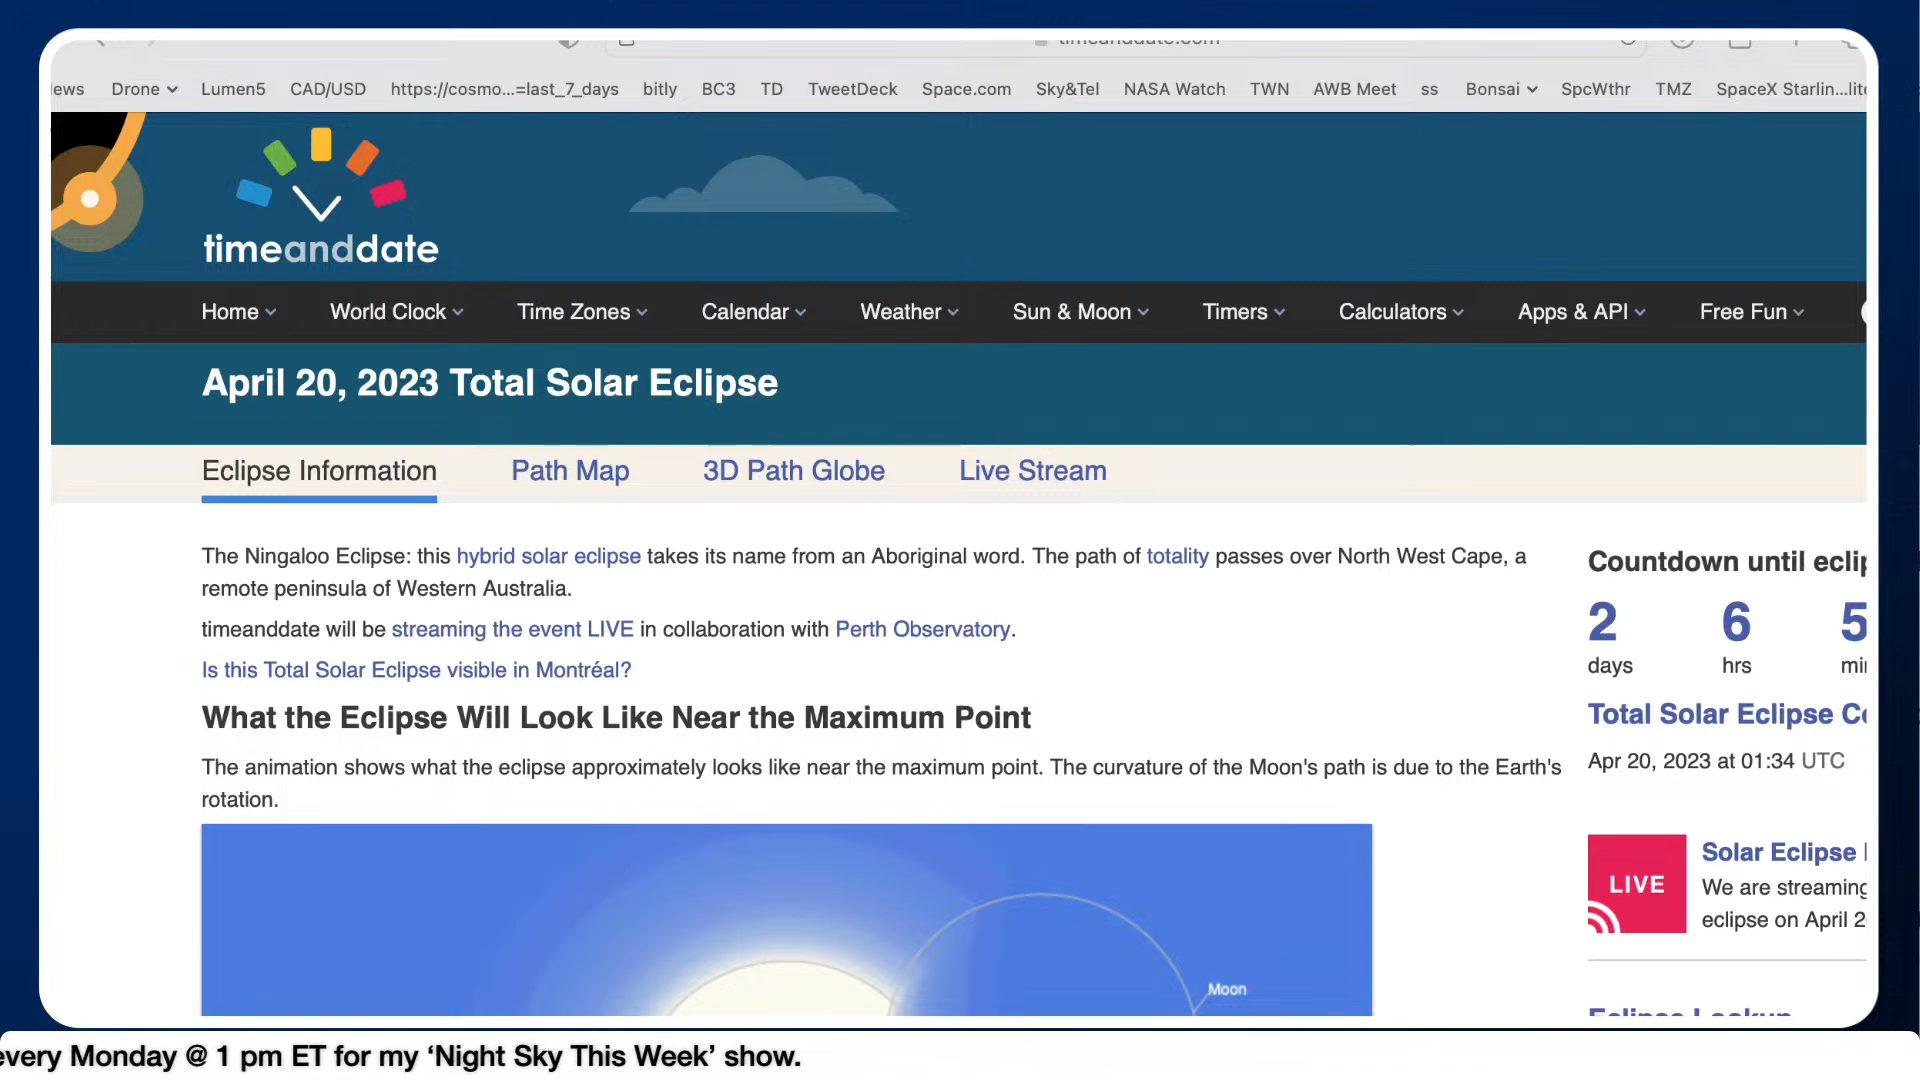 timeanddate.com
ews Drone Lumen5 CAD/USD https://cosmo...=last_7_days bitly BC3 TD TweetDeck Space.com Sky&Tel NASA Watch TWN AWB Meet ss Bonsai SpcWthr TMZ SpaceX Starlin...lite
timeanddate
Home World Clock Time Zones Calendar Weather Sun & Moon Timers Calculators Apps & API Free Fun
April 20, 2023 Total Solar Eclipse
Eclipse Information Path Map 3D Path Globe Live Stream
The Ningaloo Eclipse: this hybrid solar eclipse takes its name from an Aboriginal word. The path of totality passes over North West Cape, a
remote peninsula of Western Australia.
timeanddate will be streaming the event LIVE in collaboration with Perth Observatory.
Is this Total Solar Eclipse visible in Montréal?
What the Eclipse Will Look Like Near the Maximum Point
The animation shows what the eclipse approximately looks like near the maximum point. The curvature of the Moon's path is due to the Earth's
rotation.
Moon
Countdown until eclip
2 6 5
days hrs min
Total Solar Eclipse Co
Apr 20, 2023 at 01:34 UTC
LIVE
Solar Eclipse
We are streaming
eclipse on April 2
Eclipse Lookup
every Monday @ 1 pm ET for my ‘Night Sky This Week’ show.